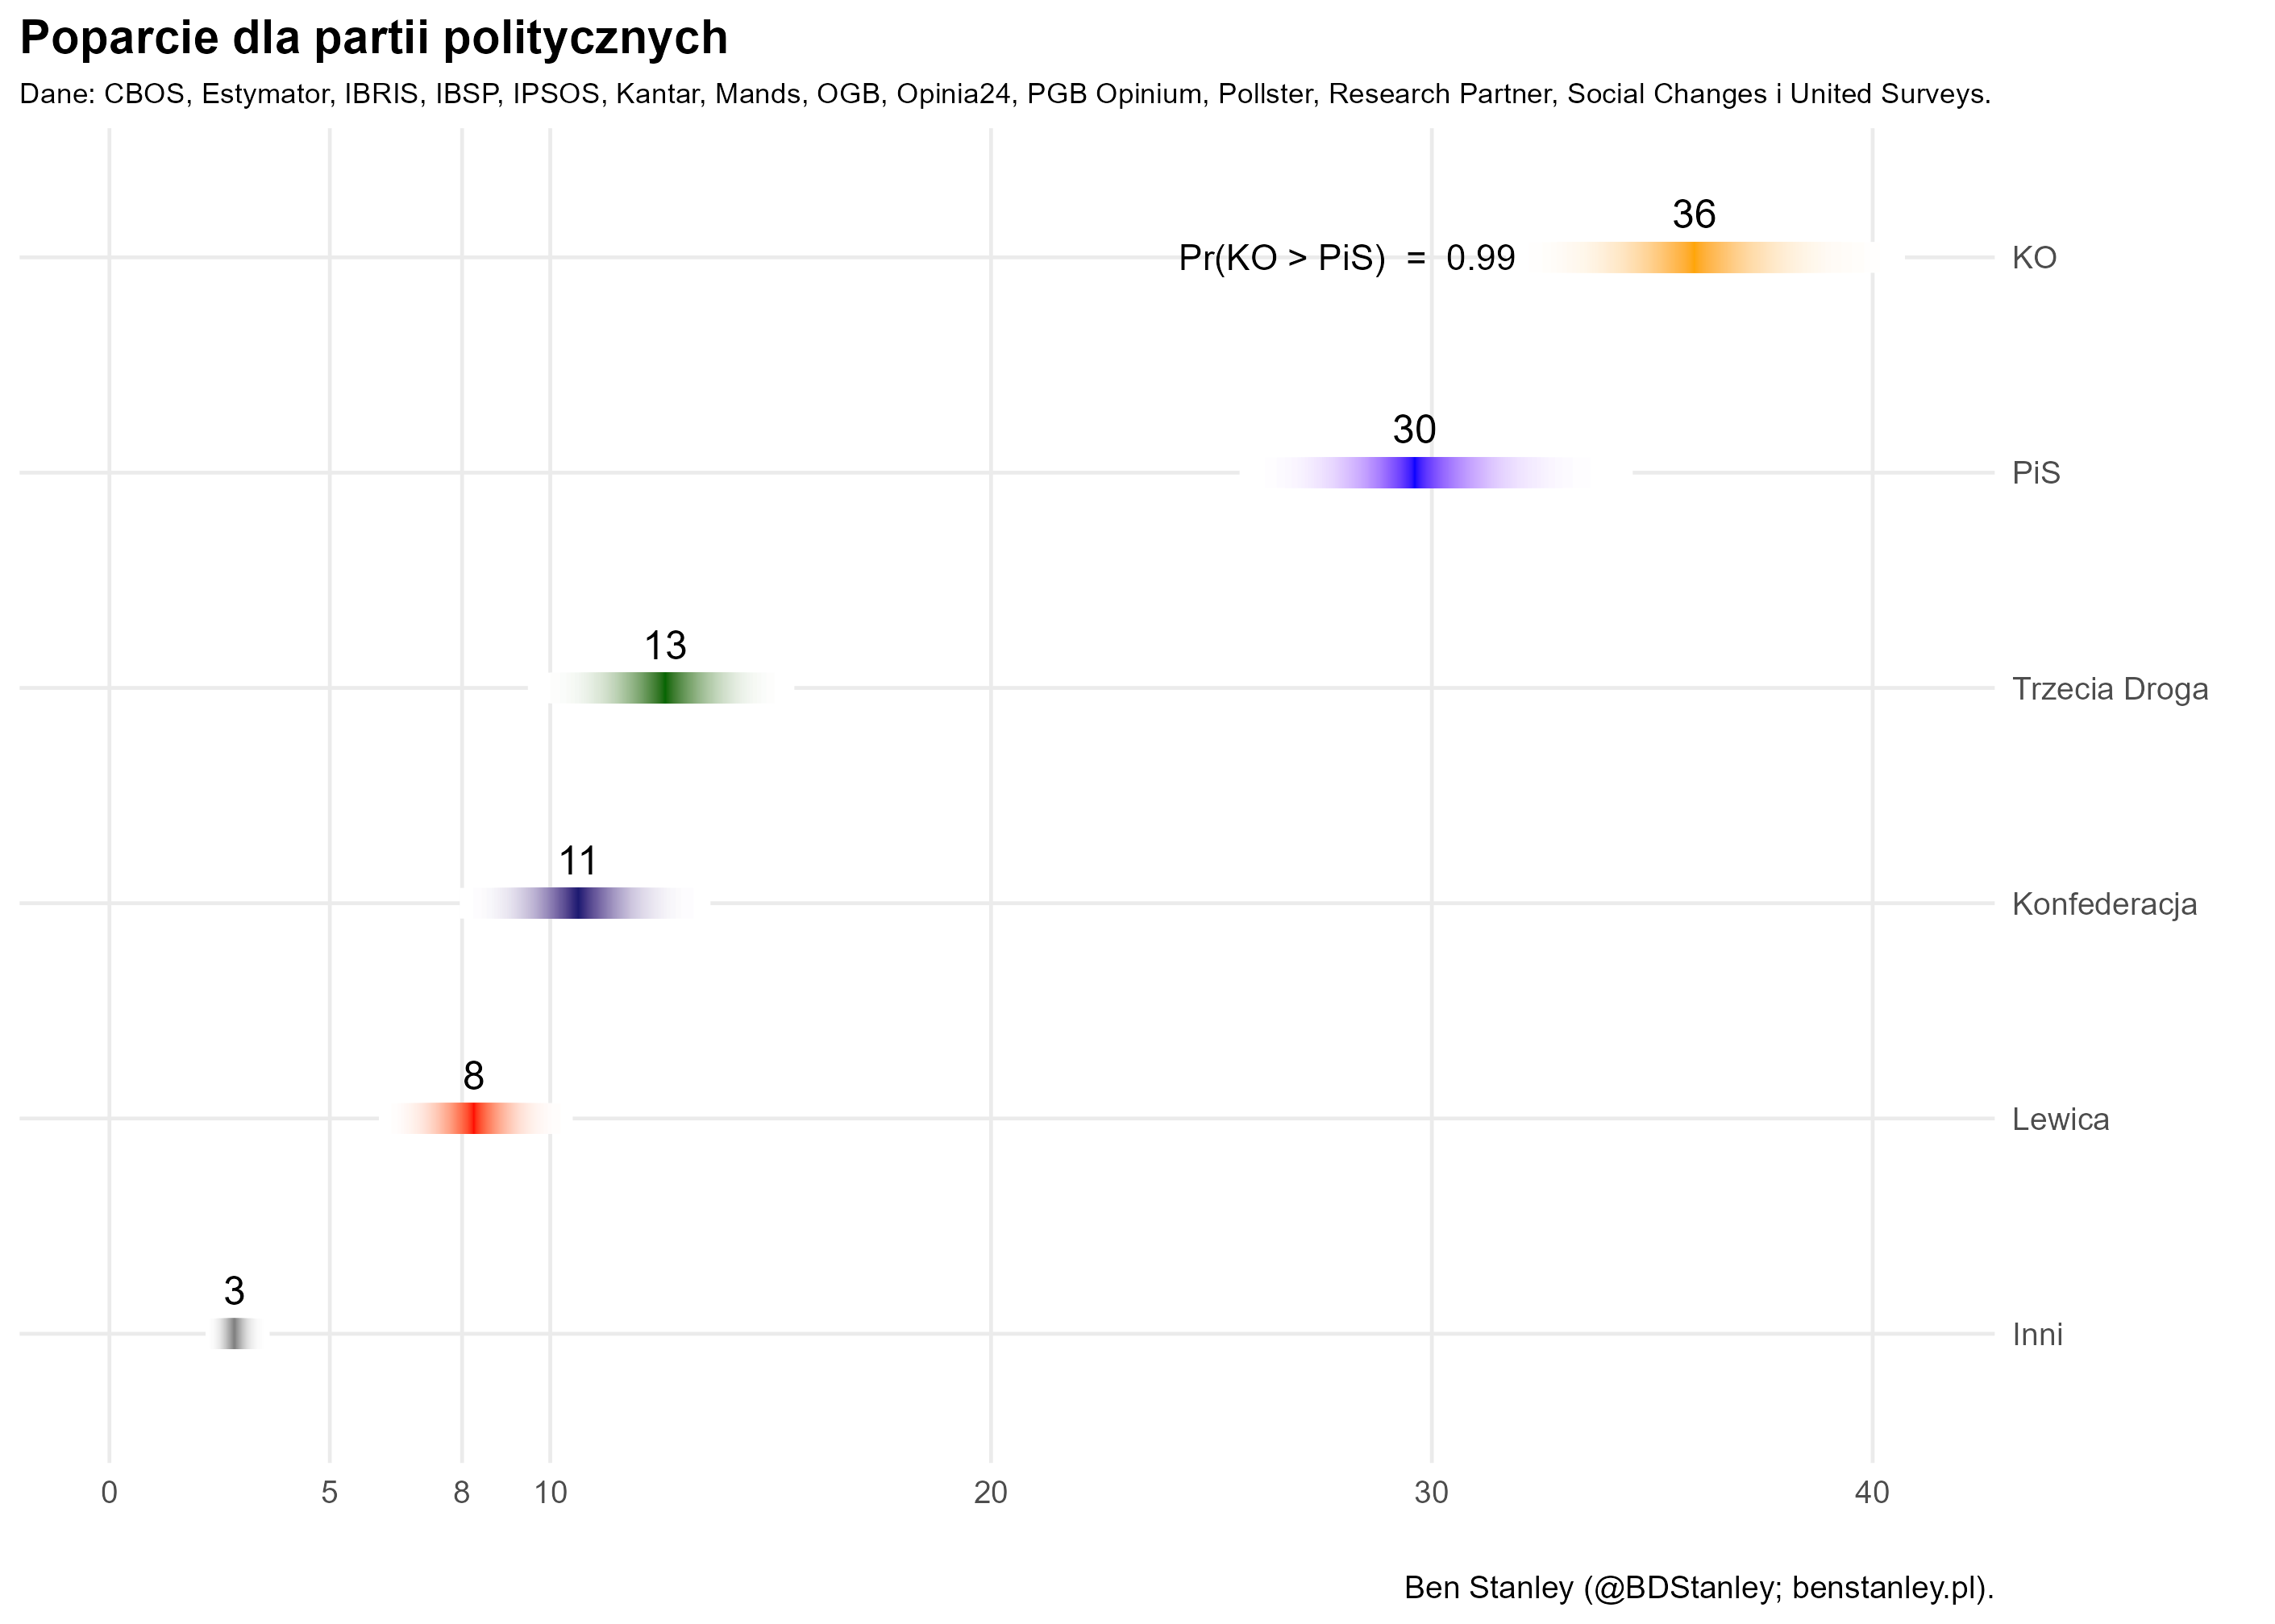 Poparcie dla partii politycznych
Dane: CBOS, Estymator, IBRIS, IBSP, IPSOS, Kantar, Mands, OGB, Opinia24, PGB Opinium, Pollster, Research Partner, Social Changes i United Surveys.
36
Pr(KO > PiS) = 0.99
KO
30
PiS
13
Trzecia Droga
11
Konfederacja
8
Lewica
3
Inni
0 5 8 10 20 30 40
Ben Stanley (@BDStanley; benstanley.pl).